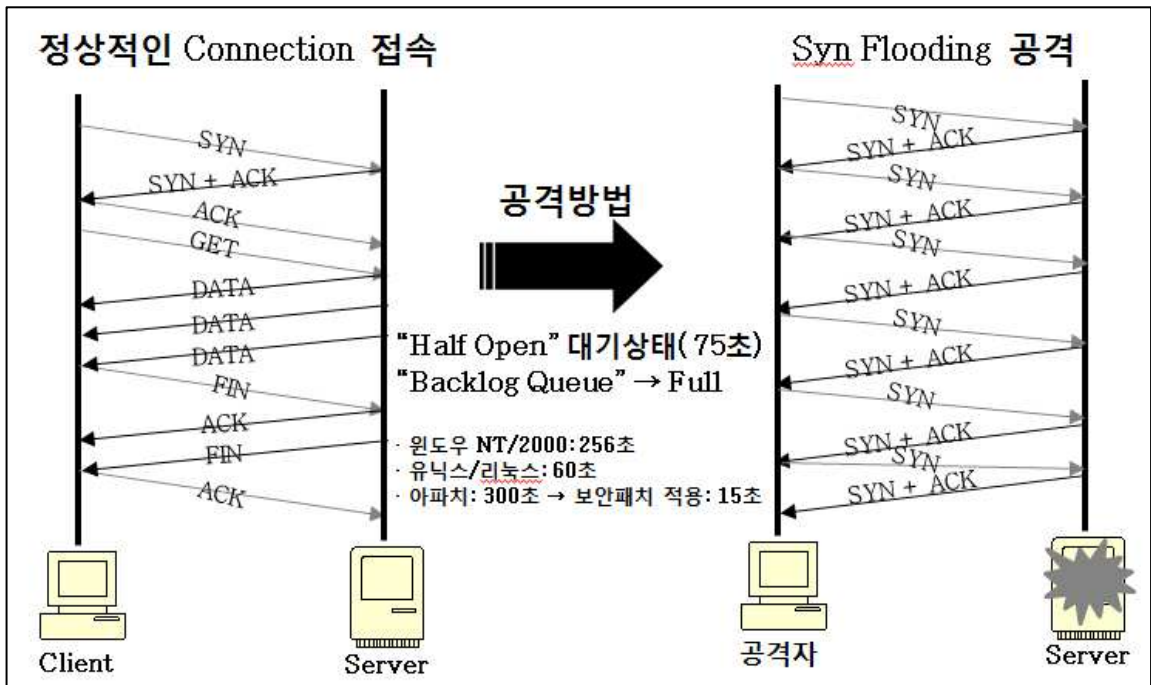 정상적인 Connection 접속
SYN
SYN + ACK
ACK
GET
DATA
DATA
DATA
FIN
ACK
FIN
ACK
Client
Server
공격방법
“Half Open” 대기상태( 75초)
“Backlog Queue” → Full
· 윈도우 NT/2000: 256초
· 유닉스/리눅스: 60초
· 아파치: 300초 → 보안패치 적용: 15초
Syn Flooding 공격
SYN
SYN + ACK
SYN
SYN + ACK
SYN
SYN + ACK
SYN
SYN + ACK
SYN
SYN + ACK
SYN
SYN + ACK
공격자
Server